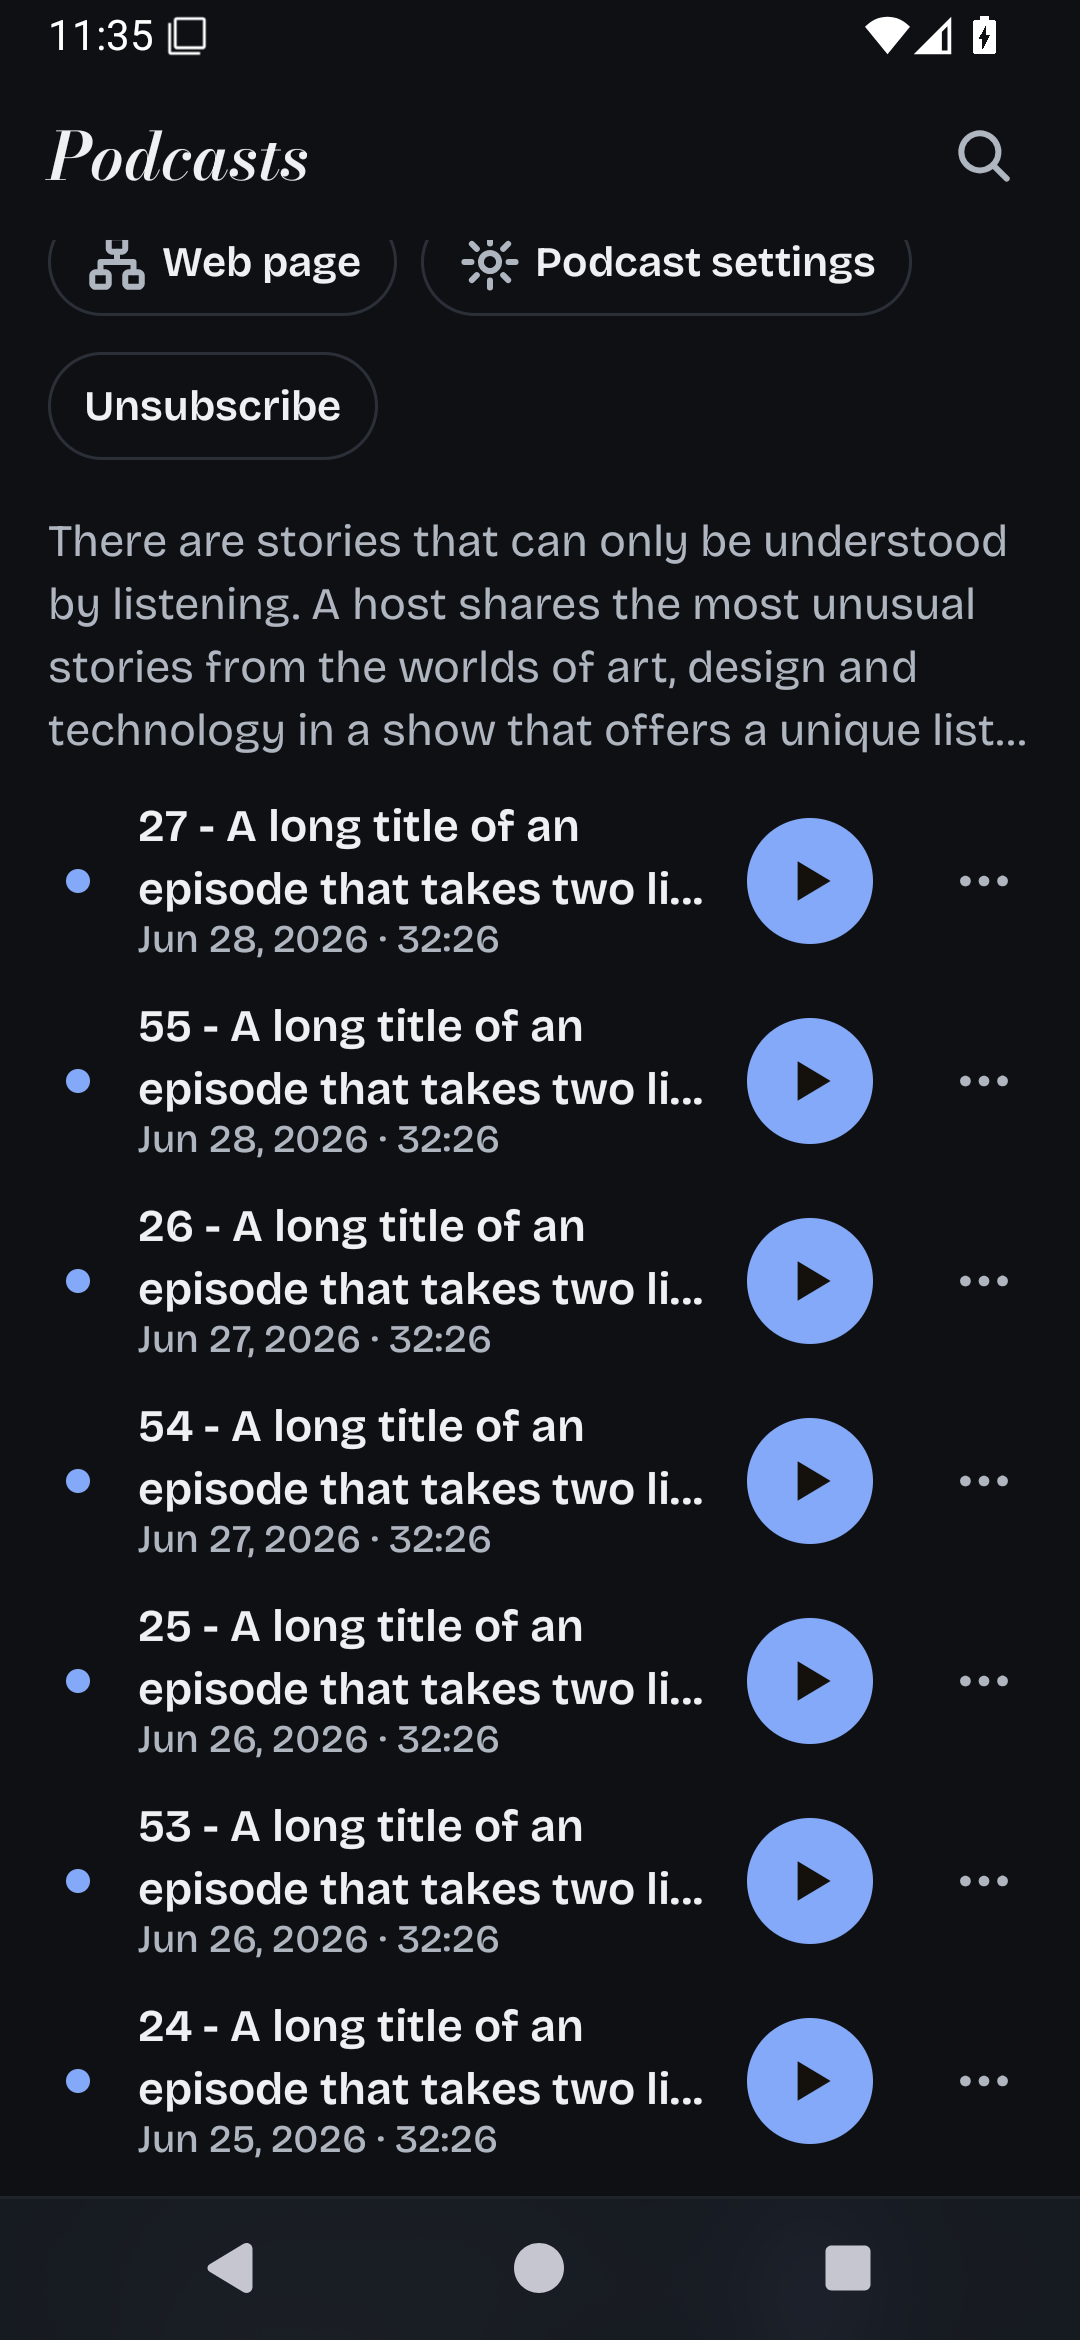 11:35
Podcasts
Web page
Podcast settings
Unsubscribe
There are stories that can only be understood
by listening. A host shares the most unusual
stories from the worlds of art, design and
technology in a show that offers a unique list...
27 - A long title of an
episode that takes two li...
Jun 28, 2026 · 32:26
55 - A long title of an
episode that takes two li...
Jun 28, 2026 · 32:26
26 - A long title of an
episode that takes two li...
Jun 27, 2026 · 32:26
54 - A long title of an
episode that takes two li...
Jun 27, 2026 · 32:26
25 - A long title of an
episode that takes two li...
Jun 26, 2026 · 32:26
53 - A long title of an
episode that takes two li...
Jun 26, 2026 · 32:26
24 - A long title of an
episode that takes two li...
Jun 25, 2026 · 32:26